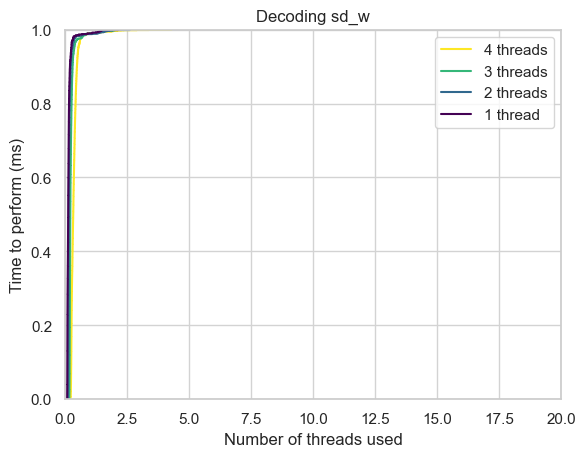 Decoding sd_w
4 threads
3 threads
2 threads
1 thread
Time to perform (ms)
1.0
0.8
0.6
0.4
0.2
0.0
0.0 2.5 5.0 7.5 10.0 12.5 15.0 17.5 20.0
Number of threads used